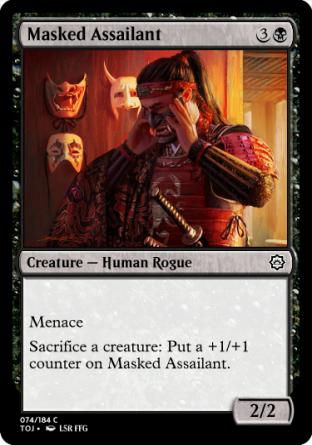 Masked Assailant 3
Creature — Human Rogue
Menace
Sacrifice a creature: Put a +1/+1
counter on Masked Assailant.
2/2
074/184 C
TOJ • LSR FFG